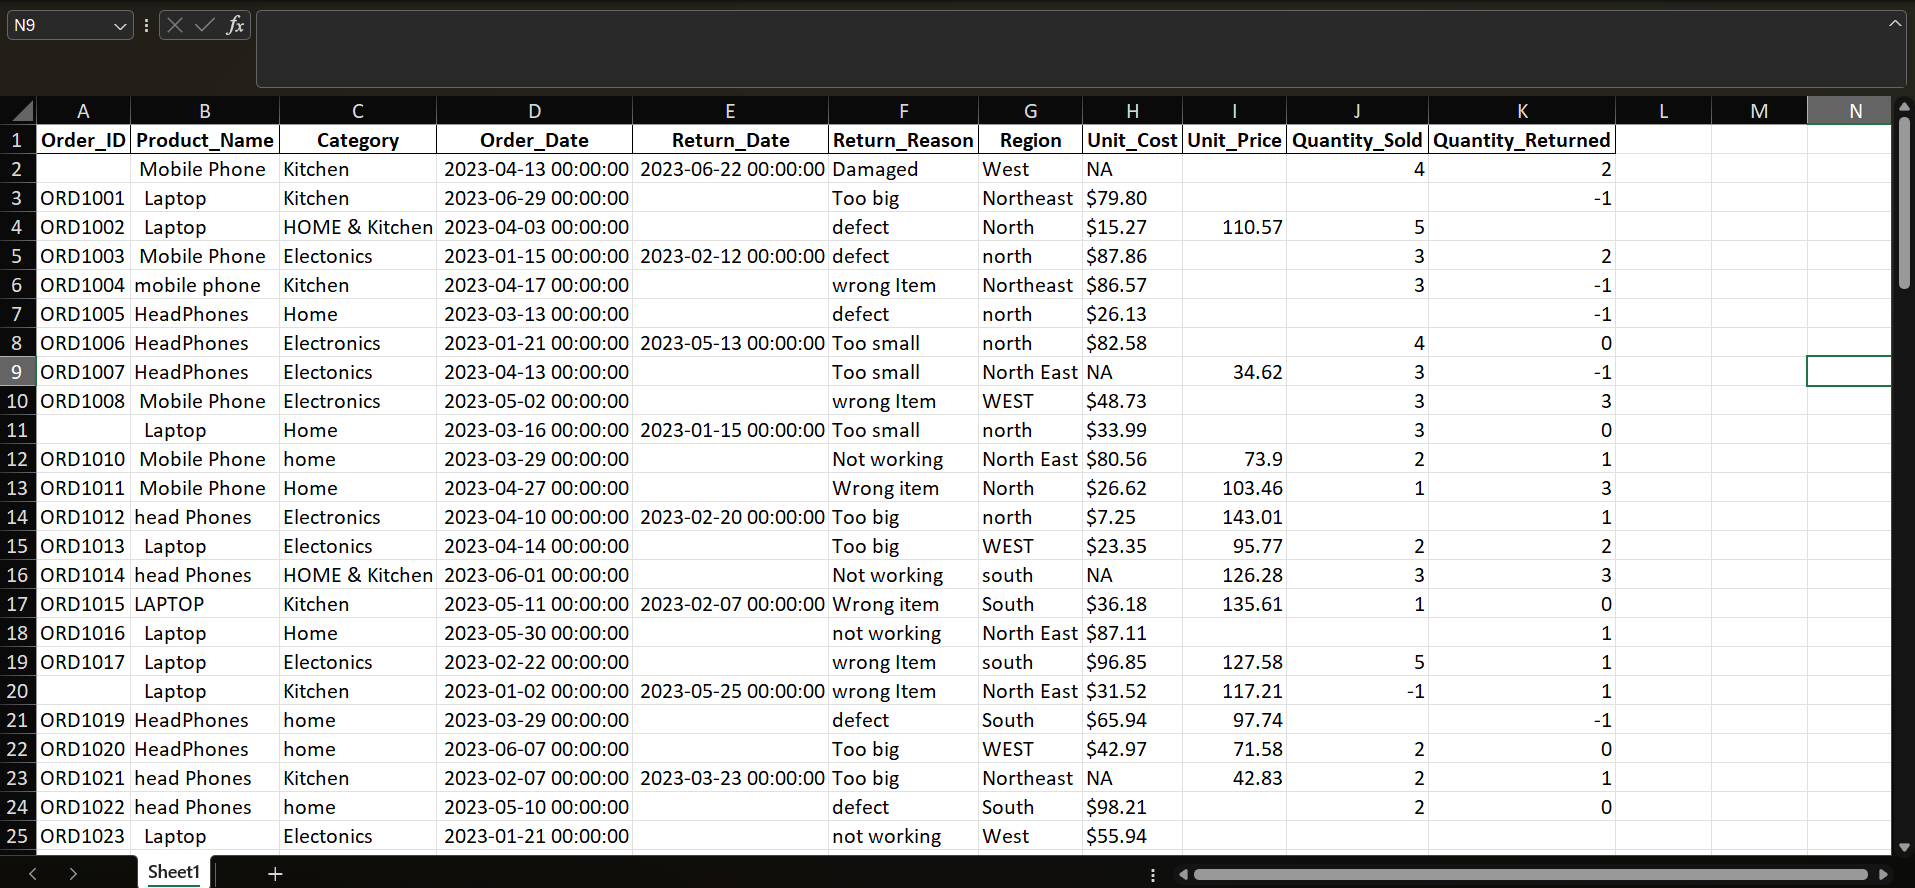 N9 fx
A B C D E F G H I J K L M N
1 Order_ID Product_Name Category Order_Date Return_Date Return_Reason Region Unit_Cost Unit_Price Quantity_Sold Quantity_Returned
2 Mobile Phone Kitchen 2023-04-13 00:00:00 2023-06-22 00:00:00 Damaged West NA 4 2
3 ORD1001 Laptop Kitchen 2023-06-29 00:00:00 Too big Northeast $79.80 -1
4 ORD1002 Laptop HOME & Kitchen 2023-04-03 00:00:00 defect North $15.27 110.57 5
5 ORD1003 Mobile Phone Electonics 2023-01-15 00:00:00 2023-02-12 00:00:00 defect north $87.86 3 2
6 ORD1004 mobile phone Kitchen 2023-04-17 00:00:00 wrong Item Northeast $86.57 3 -1
7 ORD1005 HeadPhones Home 2023-03-13 00:00:00 defect north $26.13 -1
8 ORD1006 HeadPhones Electronics 2023-01-21 00:00:00 2023-05-13 00:00:00 Too small north $82.58 4 0
9 ORD1007 HeadPhones Electonics 2023-04-13 00:00:00 Too small North East NA 34.62 3 -1
10 ORD1008 Mobile Phone Electronics 2023-05-02 00:00:00 wrong Item WEST $48.73 3 3
11 Laptop Home 2023-03-16 00:00:00 2023-01-15 00:00:00 Too small north $33.99 3 0
12 ORD1010 Mobile Phone home 2023-03-29 00:00:00 Not working North East $80.56 73.9 2 1
13 ORD1011 Mobile Phone Home 2023-04-27 00:00:00 Wrong item North $26.62 103.46 1 3
14 ORD1012 head Phones Electronics 2023-04-10 00:00:00 2023-02-20 00:00:00 Too big north $7.25 143.01 1
15 ORD1013 Laptop Electonics 2023-04-14 00:00:00 Too big WEST $23.35 95.77 2 2
16 ORD1014 head Phones HOME & Kitchen 2023-06-01 00:00:00 Not working south NA 126.28 3 3
17 ORD1015 LAPTOP Kitchen 2023-05-11 00:00:00 2023-02-07 00:00:00 Wrong item South $36.18 135.61 1 0
18 ORD1016 Laptop Home 2023-05-30 00:00:00 not working North East $87.11 1
19 ORD1017 Laptop Electonics 2023-02-22 00:00:00 wrong Item south $96.85 127.58 5 1
20 Laptop Kitchen 2023-01-02 00:00:00 2023-05-25 00:00:00 wrong Item North East $31.52 117.21 -1 1
21 ORD1019 HeadPhones home 2023-03-29 00:00:00 defect South $65.94 97.74 -1
22 ORD1020 HeadPhones home 2023-06-07 00:00:00 Too big WEST $42.97 71.58 2 0
23 ORD1021 head Phones Kitchen 2023-02-07 00:00:00 2023-03-23 00:00:00 Too big Northeast NA 42.83 2 1
24 ORD1022 head Phones home 2023-05-10 00:00:00 defect South $98.21 2 0
25 ORD1023 Laptop Electonics 2023-01-21 00:00:00 not working West $55.94
Sheet1